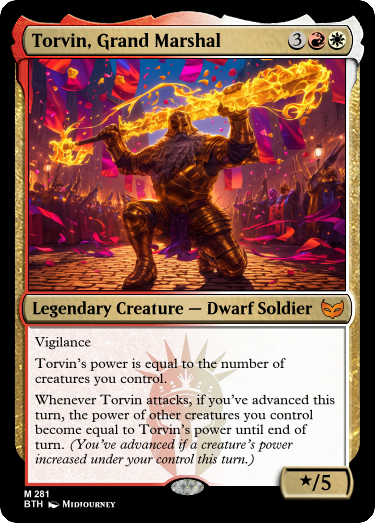 Torvin, Grand Marshal 3
Legendary Creature — Dwarf Soldier
Vigilance
Torvin's power is equal to the number of
creatures you control.
Whenever Torvin attacks, if you've advanced this
turn, the power of other creatures you control
become equal to Torvin's power until end of
turn. (You've advanced if a creature's power
increased under your control this turn.)
★/5
M 281
BTH Midjourney